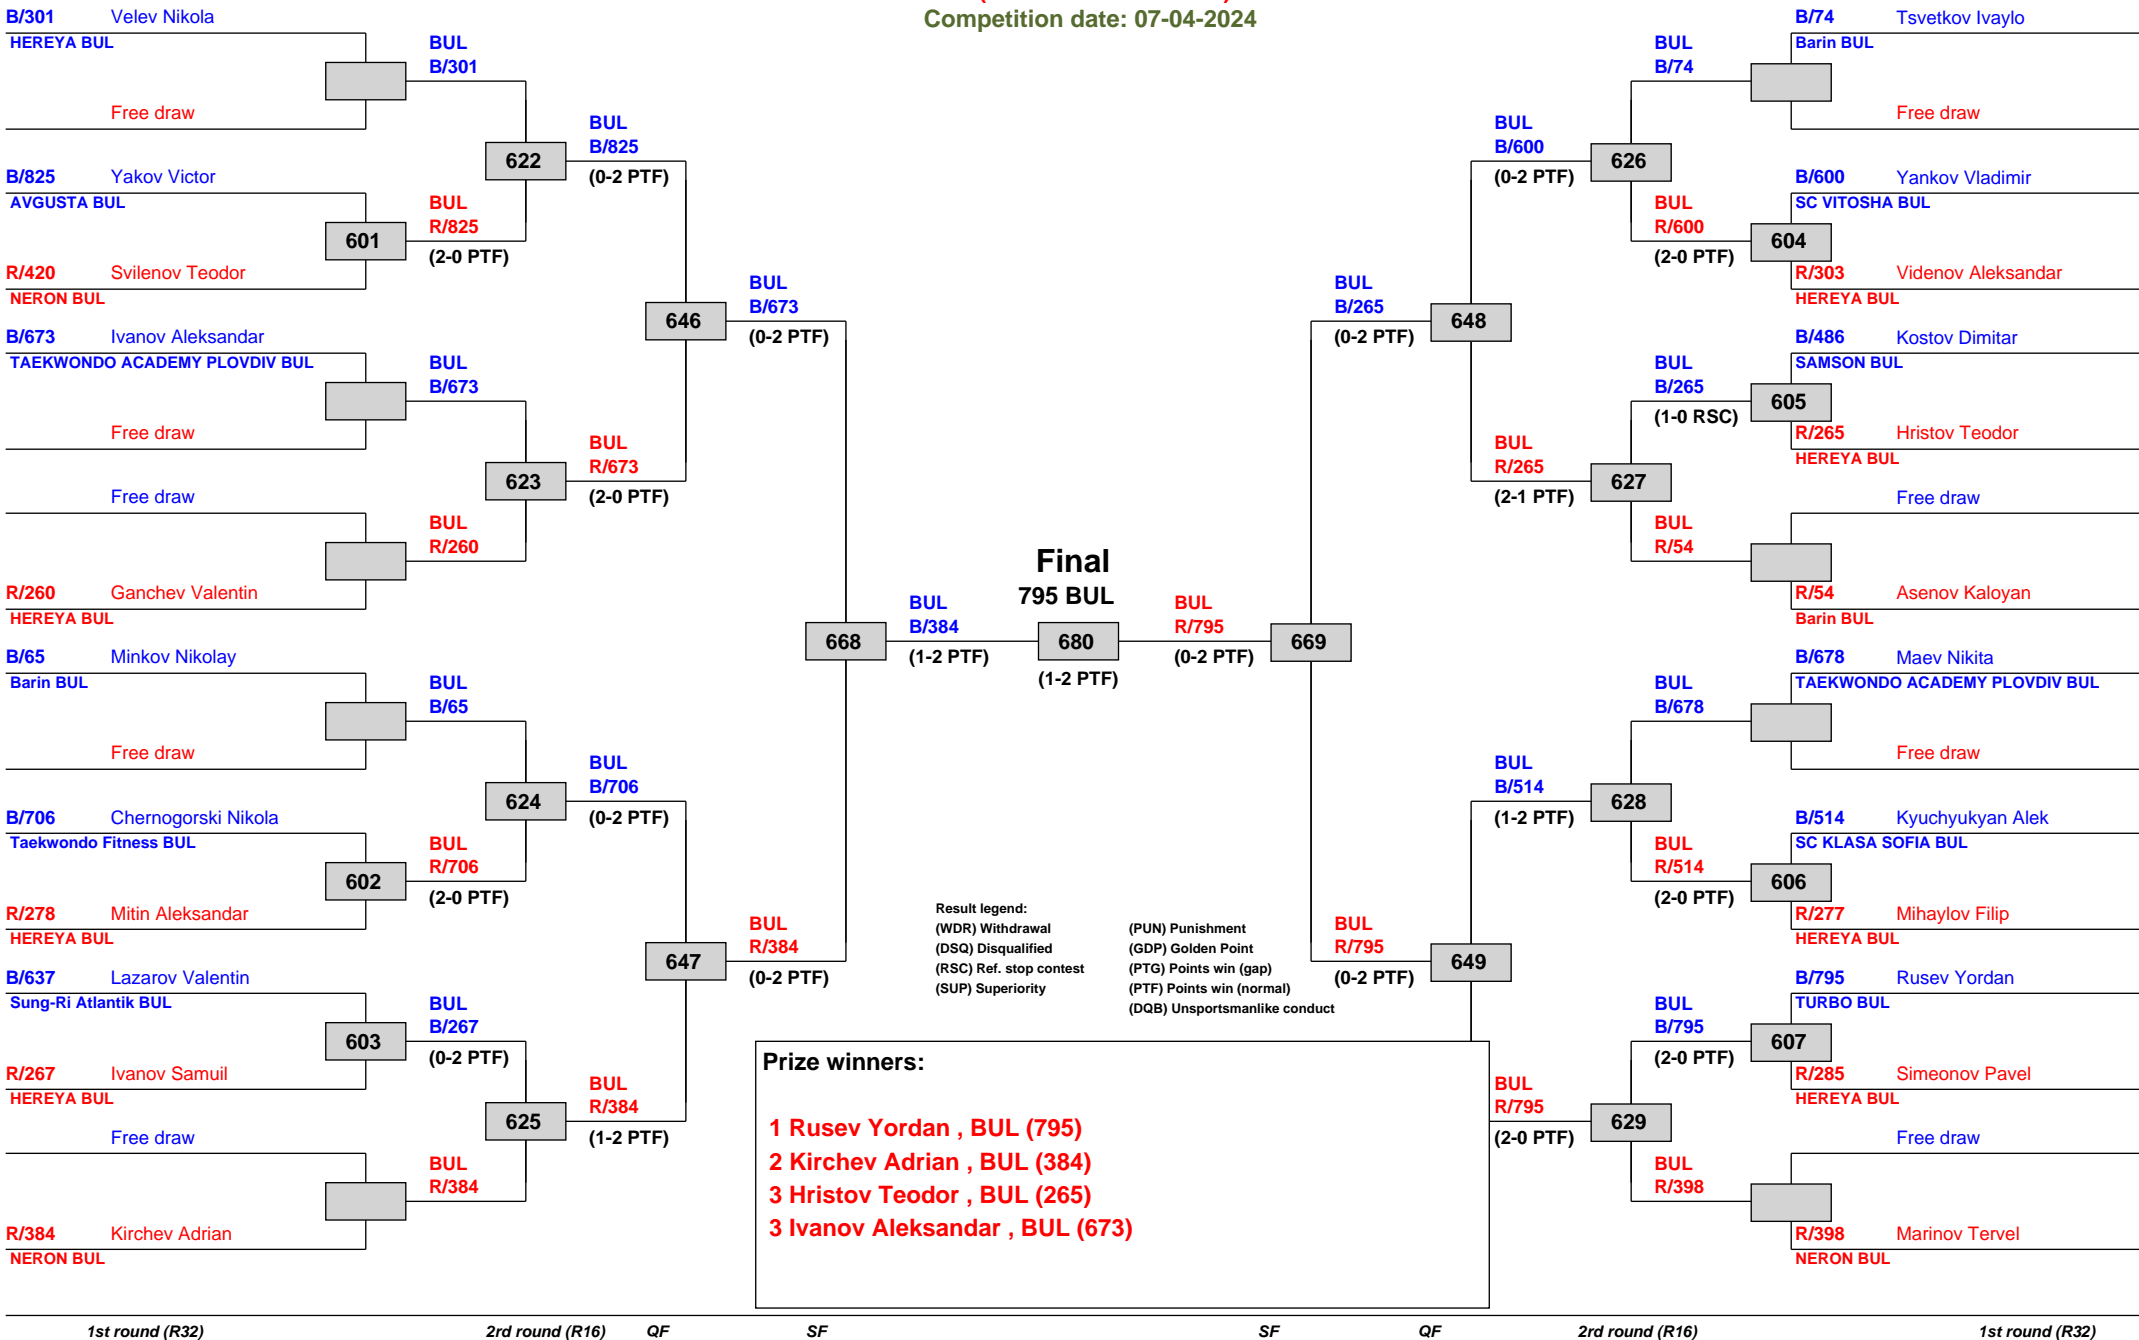 Competition date: 07-04-2024
B/301 Velev Nikola
HEREYA BUL
Free draw
B/825 Yakov Victor
AVGUSTA BUL
R/420 Svilenov Teodor
NERON BUL
B/673 Ivanov Aleksandar
TAEKWONDO ACADEMY PLOVDIV BUL
Free draw
Free draw
R/260 Ganchev Valentin
HEREYA BUL
B/65 Minkov Nikolay
Barin BUL
Free draw
B/706 Chernogorski Nikola
Taekwondo Fitness BUL
R/278 Mitin Aleksandar
HEREYA BUL
B/637 Lazarov Valentin
Sung-Ri Atlantik BUL
R/267 Ivanov Samuil
HEREYA BUL
Free draw
R/384 Kirchev Adrian
NERON BUL
601
602
603
BUL
B/301
BUL
R/825
(2-0 PTF)
BUL
B/673
BUL
R/260
BUL
B/65
BUL
R/706
(2-0 PTF)
BUL
B/267
(0-2 PTF)
BUL
R/384
622
623
624
625
BUL
B/825
(0-2 PTF)
BUL
R/673
(2-0 PTF)
BUL
B/706
(0-2 PTF)
BUL
R/384
(1-2 PTF)
646
647
BUL
B/673
(0-2 PTF)
BUL
R/384
(0-2 PTF)
668
BUL
B/384
(1-2 PTF)
Final
795 BUL
680
(1-2 PTF)
BUL
R/795
(0-2 PTF)
669
BUL
B/265
(0-2 PTF)
BUL
R/795
(0-2 PTF)
648
649
BUL
B/600
(0-2 PTF)
BUL
R/265
(2-1 PTF)
BUL
B/514
(1-2 PTF)
BUL
R/795
(2-0 PTF)
626
627
628
629
BUL
B/74
BUL
R/600
(2-0 PTF)
BUL
B/265
(1-0 RSC)
BUL
R/54
BUL
B/678
BUL
R/514
(2-0 PTF)
BUL
B/795
(2-0 PTF)
BUL
R/398
604
605
606
607
B/74 Tsvetkov Ivaylo
Barin BUL
Free draw
B/600 Yankov Vladimir
SC VITOSHA BUL
R/303 Videnov Aleksandar
HEREYA BUL
B/486 Kostov Dimitar
SAMSON BUL
R/265 Hristov Teodor
HEREYA BUL
Free draw
R/54 Asenov Kaloyan
Barin BUL
B/678 Maev Nikita
TAEKWONDO ACADEMY PLOVDIV BUL
Free draw
B/514 Kyuchyukyan Alek
SC KLASA SOFIA BUL
R/277 Mihaylov Filip
HEREYA BUL
B/795 Rusev Yordan
TURBO BUL
R/285 Simeonov Pavel
HEREYA BUL
Free draw
R/398 Marinov Tervel
NERON BUL
Result legend:
(WDR) Withdrawal (PUN) Punishment
(DSQ) Disqualified (GDP) Golden Point
(RSC) Ref. stop contest (PTG) Points win (gap)
(SUP) Superiority (PTF) Points win (normal)
(DQB) Unsportsmanlike conduct
Prize winners:
1 Rusev Yordan , BUL (795)
2 Kirchev Adrian , BUL (384)
3 Hristov Teodor , BUL (265)
3 Ivanov Aleksandar , BUL (673)
1st round (R32) 2rd round (R16) QF SF SF QF 2rd round (R16) 1st round (R32)